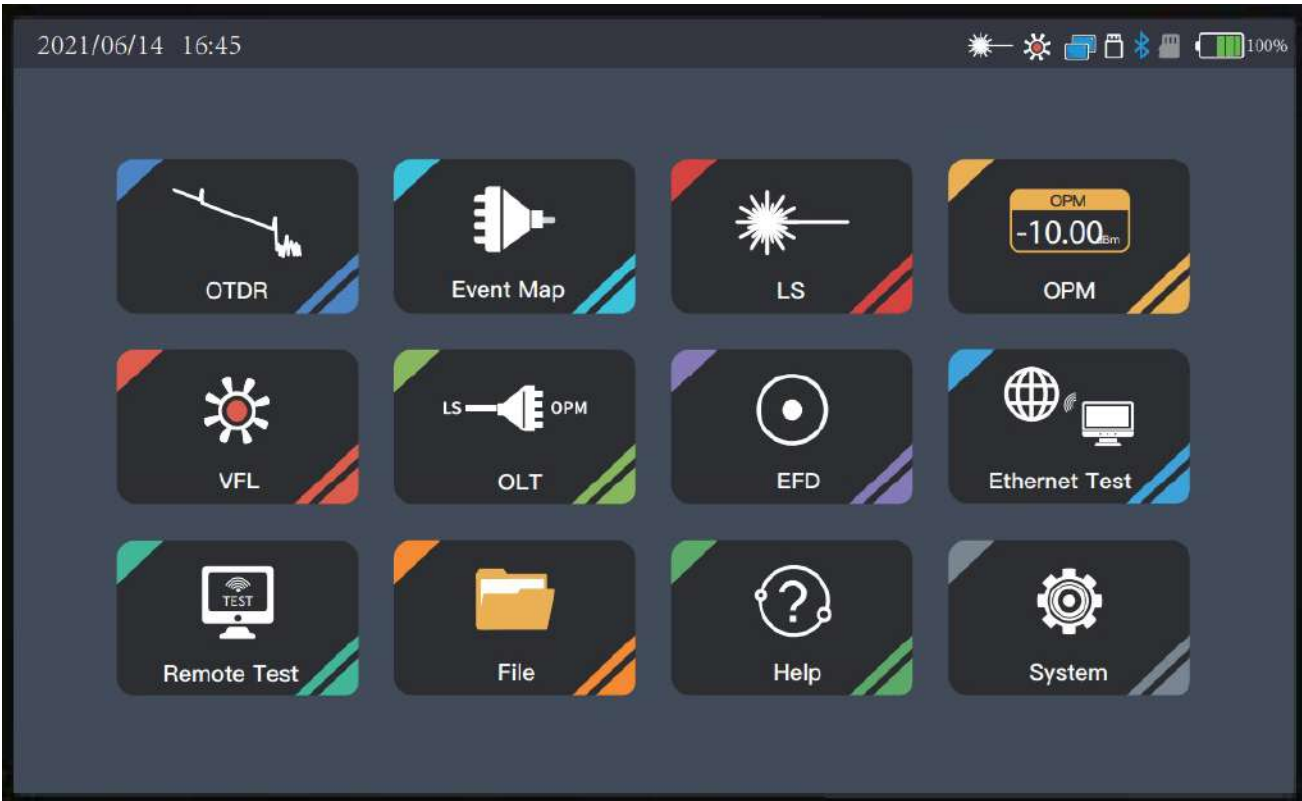 2021/06/14 16:45
100%
OTDR
Event Map
LS
OPM
-10.00dBm
OPM
VFL
LS OPM
OLT
EFD
Ethernet Test
TEST
Remote Test
File
?
Help
System